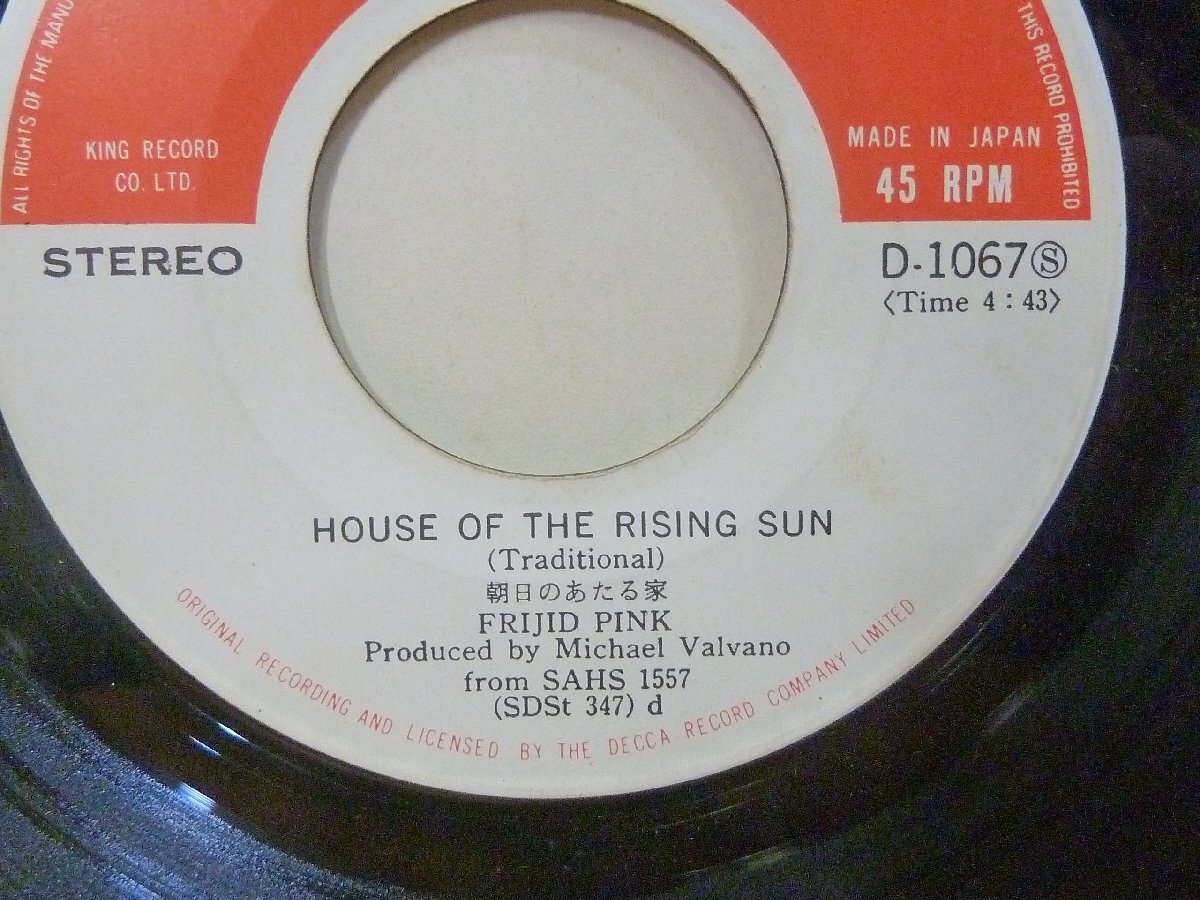 ALL RIGHTS OF THE MANU
THIS RECORD PROHIBITED
KING RECORD
CO. LTD.
MADE IN JAPAN
45 RPM
STEREO
D-1067Ⓢ
〈Time 4:43〉
HOUSE OF THE RISING SUN
(Traditional)
朝日のあたる家
FRIJID PINK
Produced by Michael Valvano
from SAHS 1557
(SDSt 347) d
ORIGINAL RECORDING AND LICENSED BY THE DECCA RECORD COMPANY LIMITED